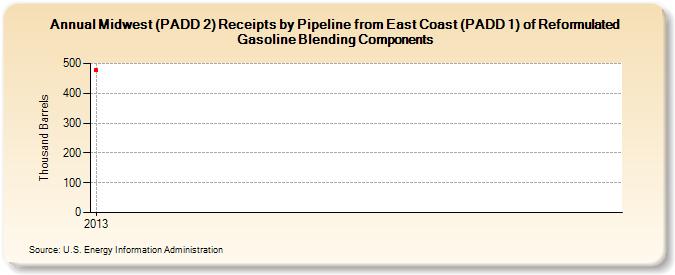 Annual Midwest (PADD 2) Receipts by Pipeline from East Coast (PADD 1) of Reformulated
Gasoline Blending Components
Thousand Barrels
500
400
300
200
100
0
2013
Source: U.S. Energy Information Administration